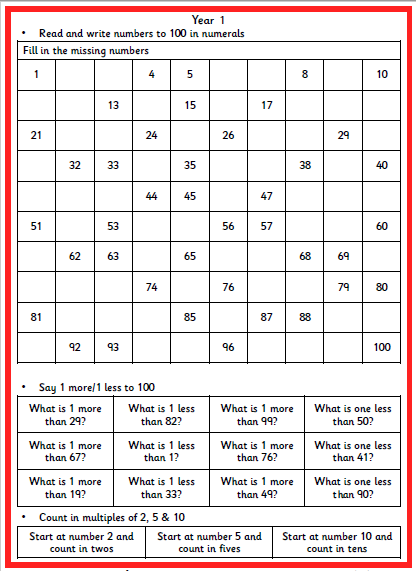 Year 1
• Read and write numbers to 100 in numerals
Fill in the missing numbers
1 4 5 8 10
13 15 17
21 24 26 29
32 33 35 38 40
44 45 47
51 53 56 57 60
62 63 65 68 69
74 76 79 80
81 85 87 88
92 93 96 100
• Say 1 more/1 less to 100
What is 1 more What is 1 less What is 1 more What is one less
than 29? than 82? than 99? than 50?
What is 1 more What is 1 less What is 1 more What is one less
than 67? than 1? than 76? than 41?
What is 1 more What is 1 less What is 1 more What is one less
than 19? than 33? than 49? than 90?
• Count in multiples of 2, 5 & 10
Start at number 2 and Start at number 5 and Start at number 10 and
count in twos count in fives count in tens